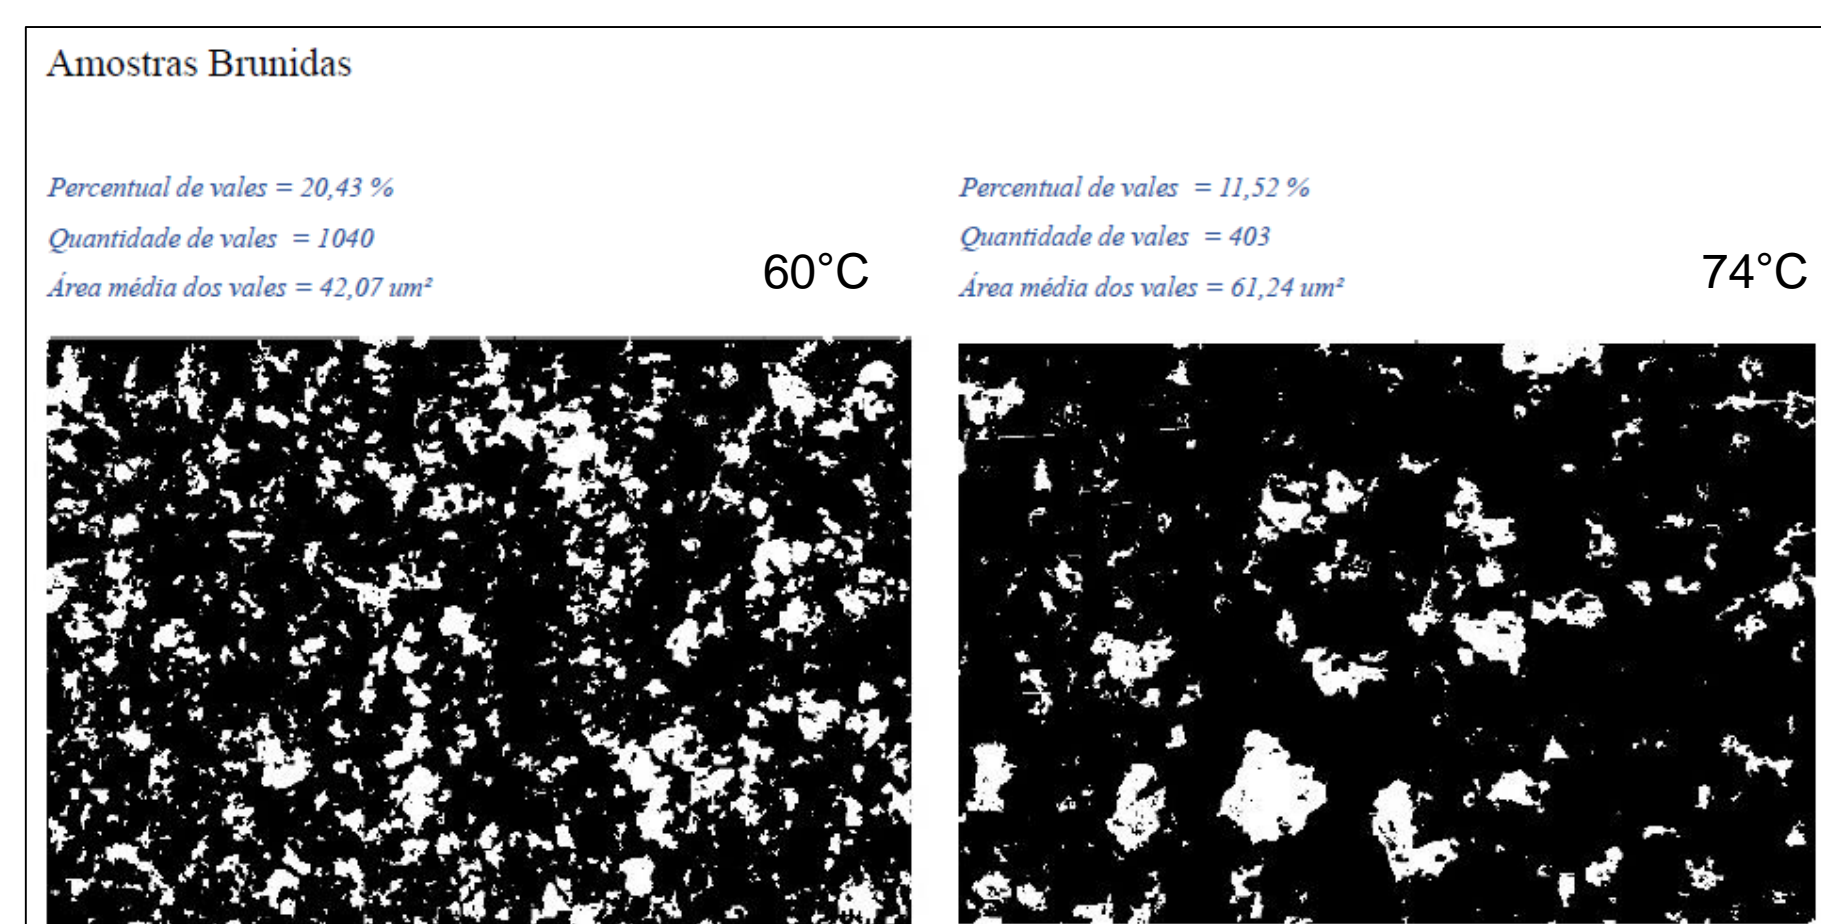 Amostras Brunidas
Percentual de vales = 20,43 %
Quantidade de vales = 1040
Área média dos vales = 42,07 um²
60°C
Percentual de vales = 11,52 %
Quantidade de vales = 403
Área média dos vales = 61,24 um²
74°C